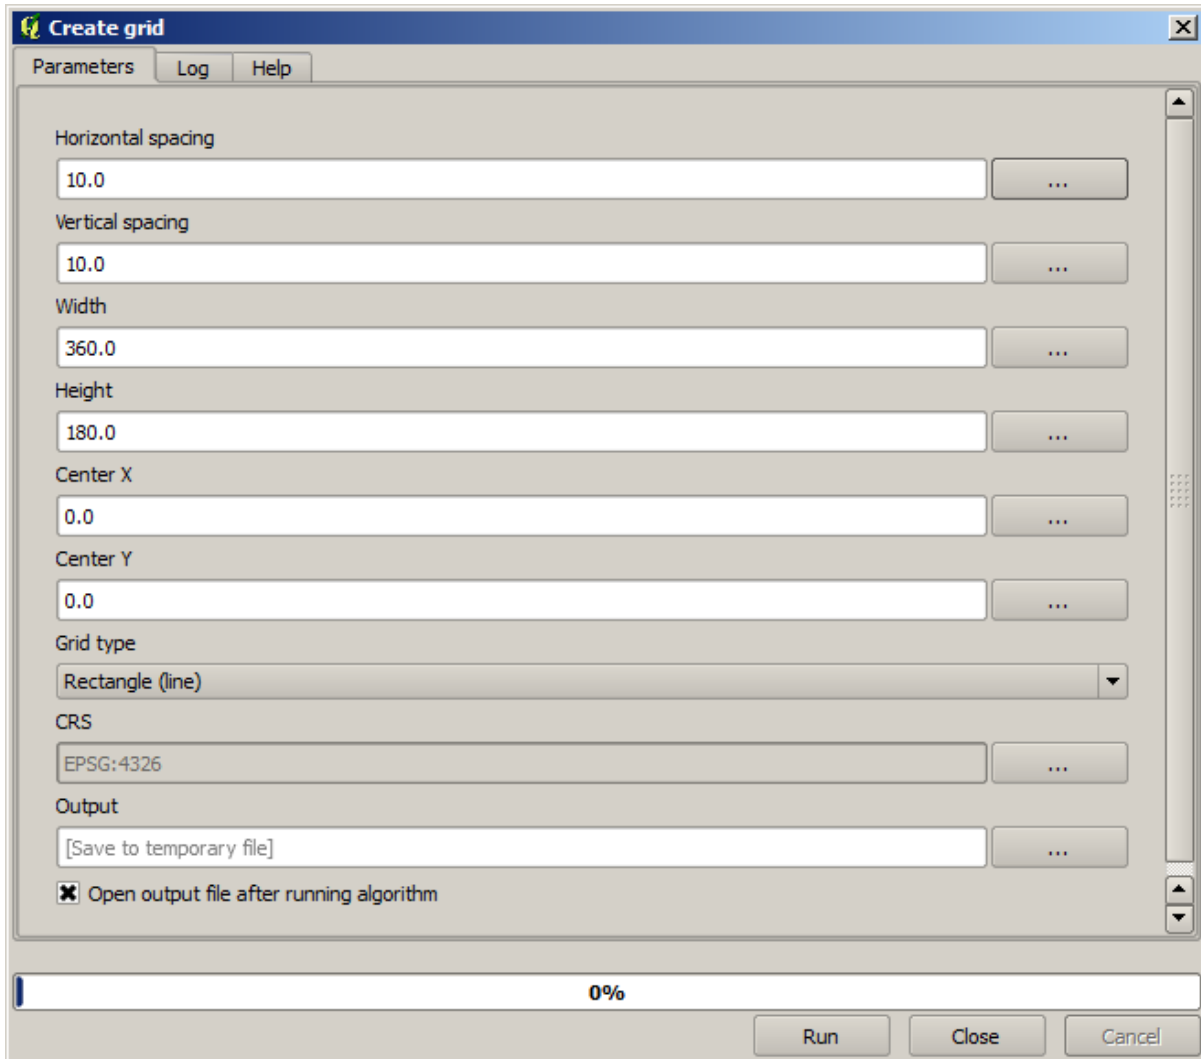 Create grid
Parameters Log Help
Horizontal spacing
10.0 ...
Vertical spacing
10.0 ...
Width
360.0 ...
Height
180.0 ...
Center X
0.0 ...
Center Y
0.0 ...
Grid type
Rectangle (line)
CRS
EPSG:4326 ...
Output
[Save to temporary file] ...
Open output file after running algorithm
0%
Run Close Cancel